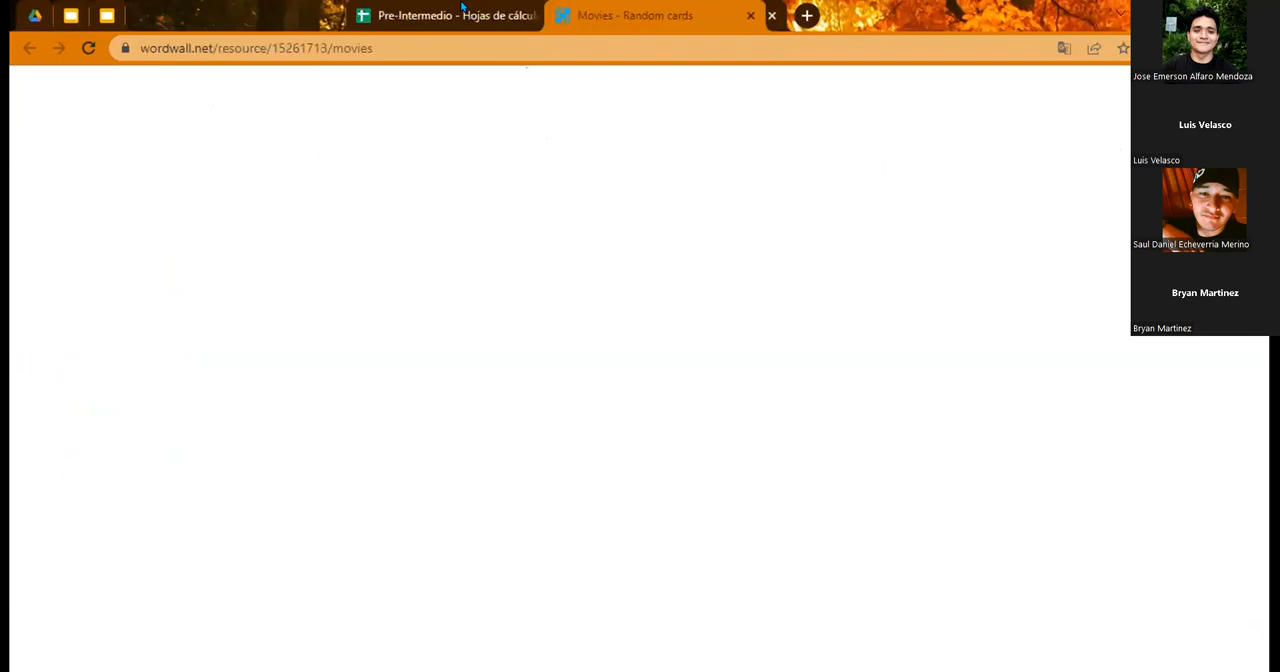 Pre-Intermedio - Hojas de cálcu
Movies - Random cards
wordwall.net/resource/15261713/movies
Jose Emerson Alfaro Mendoza
Luis Velasco
Luis Velasco
Saul Daniel Echeverria Merino
Bryan Martinez
Bryan Martinez